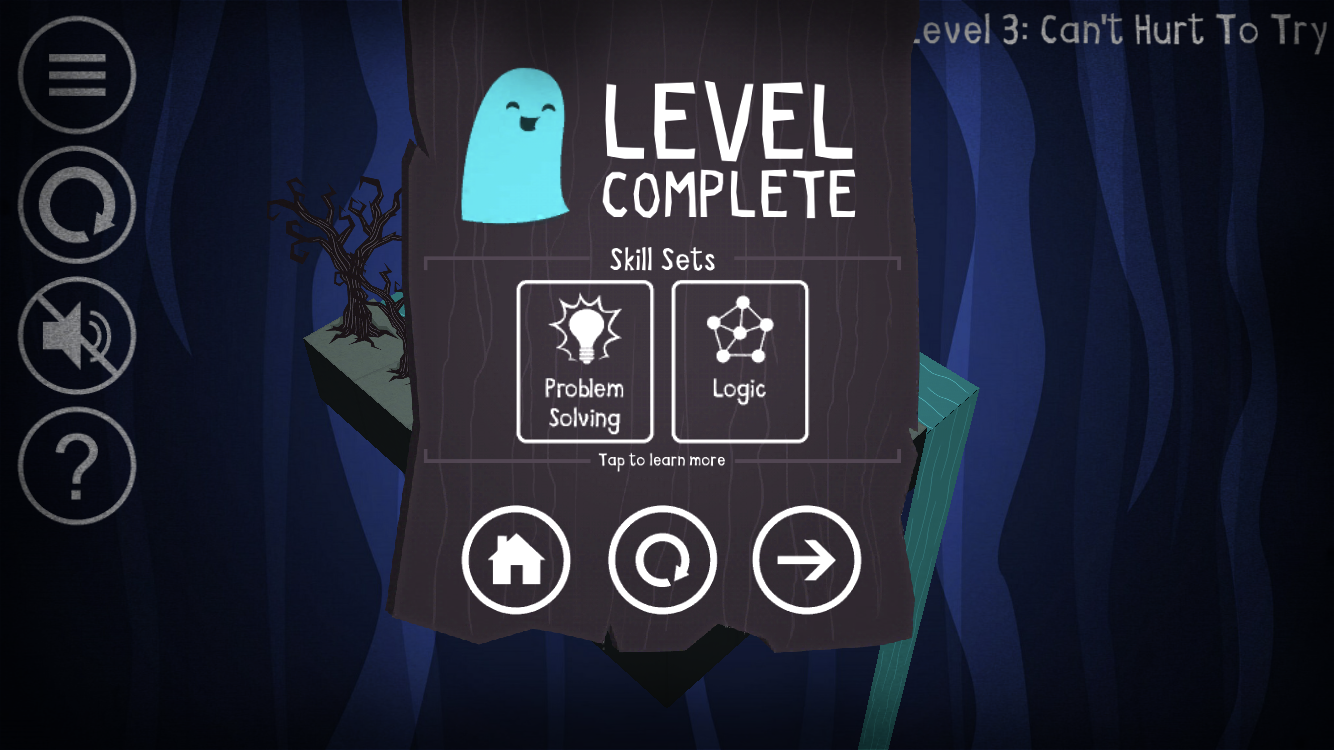 Level 3: Can't Hurt To Try
LEVEL
COMPLETE
Skill Sets
Problem
Solving
Logic
Tap to learn more
?